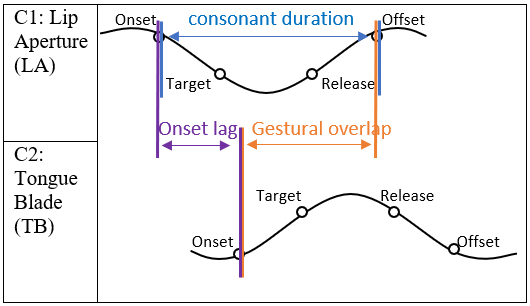 C1: Lip
Aperture
(LA)
Onset
consonant duration
Offset
Target
Release
Onset lag
Gestural overlap
C2:
Tongue
Blade
(TB)
Target
Release
Onset
Offset